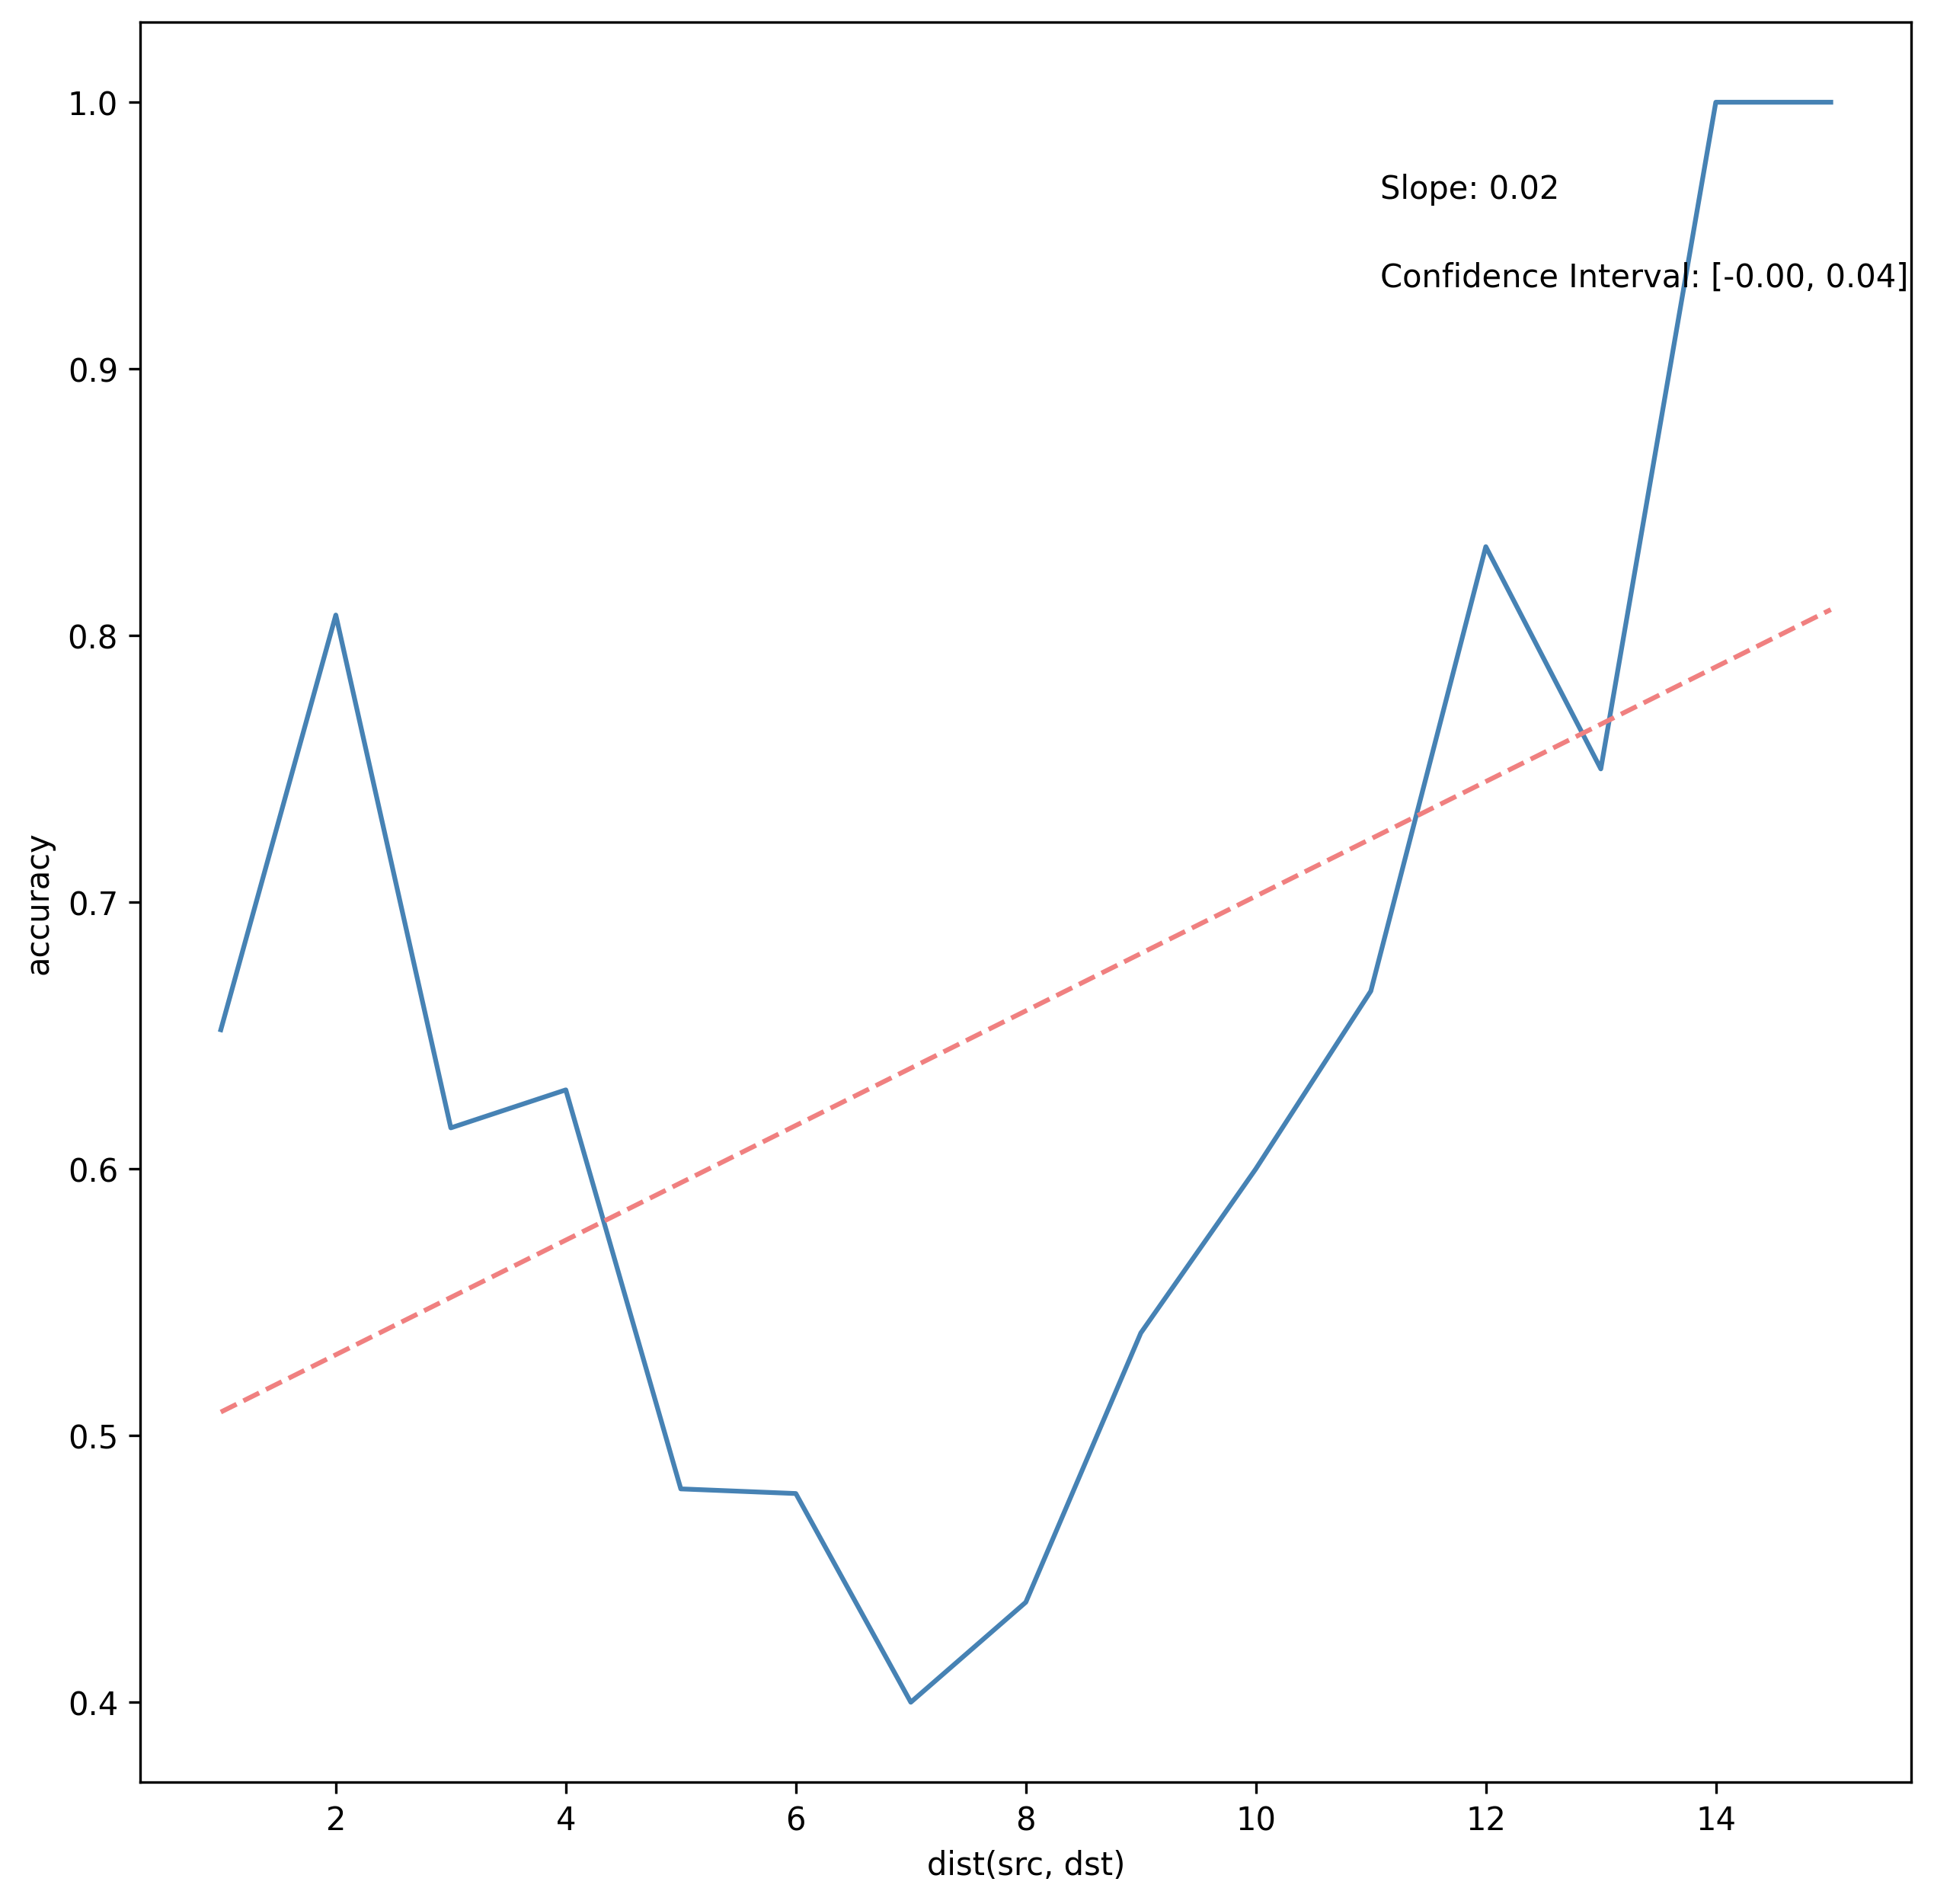 1.0
0.9
0.8
0.7
0.6
0.5
0.4
accuracy
Slope: 0.02
Confidence Interval: [-0.00, 0.04]
2 4 6 8 10 12 14
dist(src, dst)